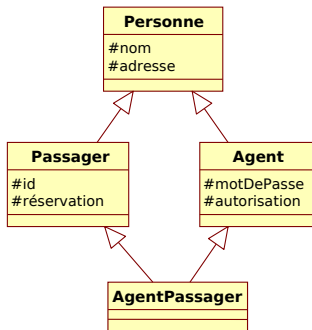 Personne
#nom
#adresse
Passager
#id
#réservation
Agent
#motDePasse
#autorisation
AgentPassager